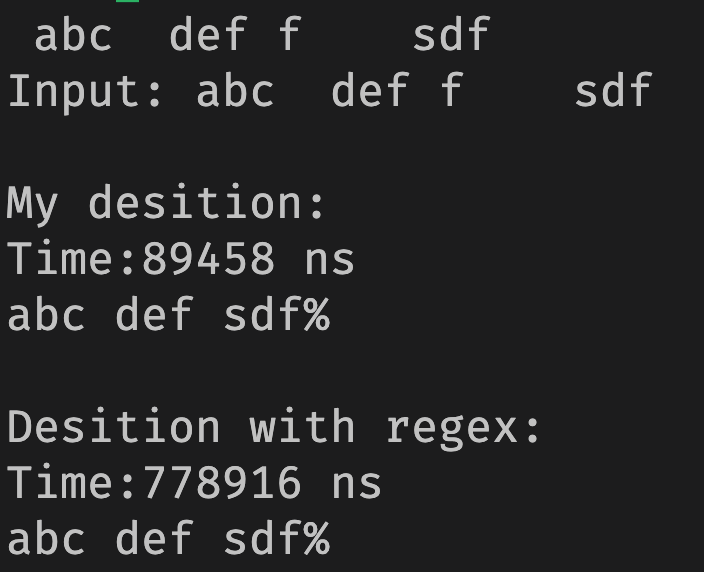 abc  def f    sdf
Input: abc  def f    sdf
My desition:
Time:89458 ns
abc def sdf%
Desition with regex:
Time:778916 ns
abc def sdf%